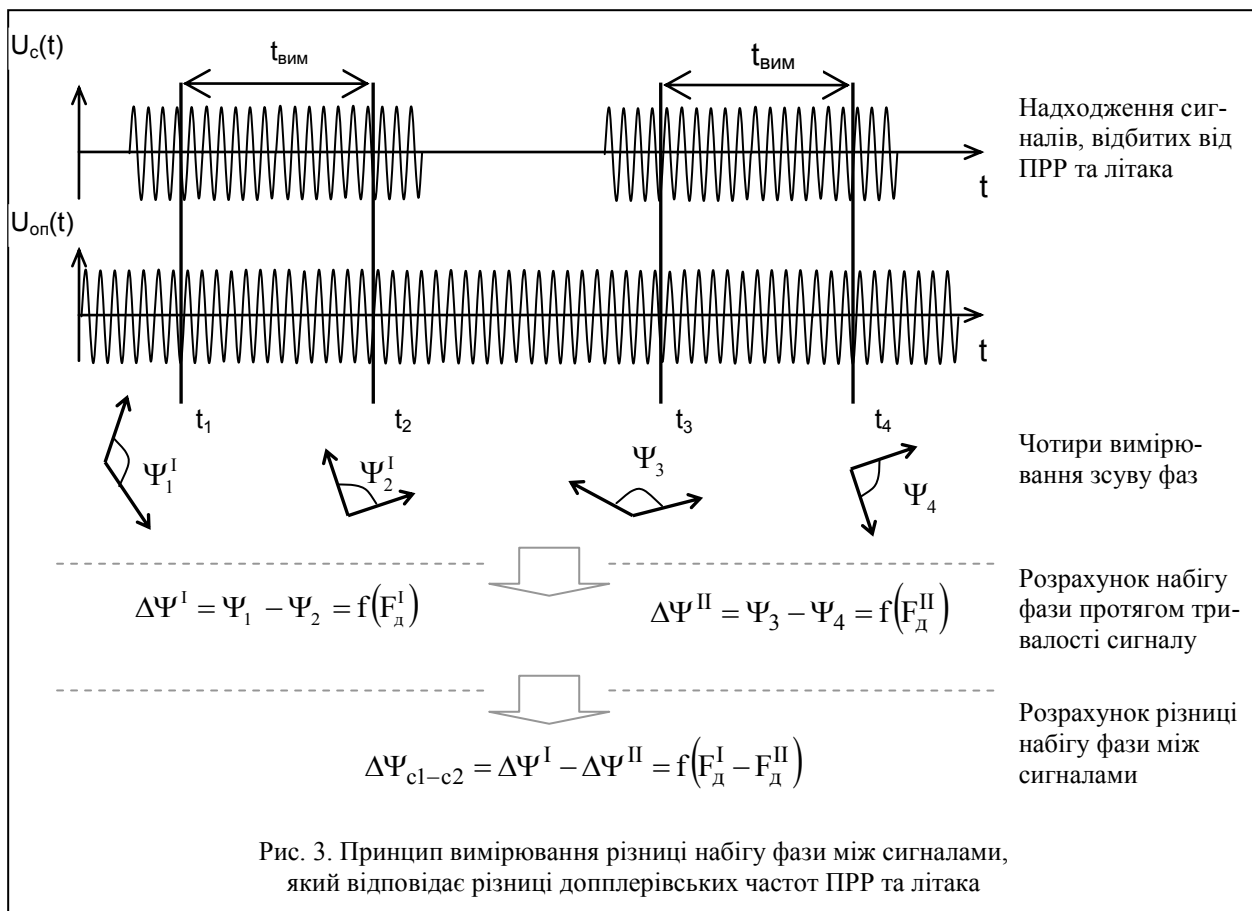 U_c(t)
t_вим
t_вим
Надходження сиг-
налів, відбитих від
ПРР та літака
t
U_оп(t)
t
t_1
t_2
t_3
t_4
Чотири вимірю-
вання зсуву фаз
Ψ_1^I
Ψ_2^I
Ψ_3
Ψ_4
ΔΨ^I = Ψ_1 − Ψ_2 = f(F_д^I)
ΔΨ^II = Ψ_3 − Ψ_4 = f(F_д^II)
Розрахунок набігу
фази протягом три-
валості сигналу
Розрахунок різниці
набігу фази між
сигналами
ΔΨ_c1−c2 = ΔΨ^I − ΔΨ^II = f(F_д^I − F_д^II)
Рис. 3. Принцип вимірювання різниці набігу фази між сигналами,
який відповідає різниці допплерівських частот ПРР та літака